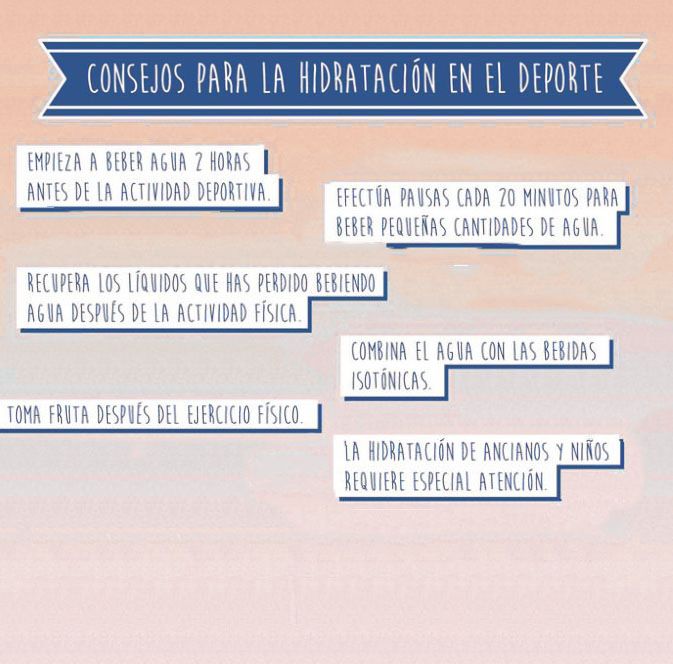 CONSEJOS PARA LA HIDRATACIÓN EN EL DEPORTE
EMPIEZA A BEBER AGUA 2 HORAS
ANTES DE LA ACTIVIDAD DEPORTIVA.
EFECTÚA PAUSAS CADA 20 MINUTOS PARA
BEBER PEQUEÑAS CANTIDADES DE AGUA.
RECUPERA LOS LÍQUIDOS QUE HAS PERDIDO BEBIENDO
AGUA DESPUÉS DE LA ACTIVIDAD FÍSICA.
COMBINA EL AGUA CON LAS BEBIDAS
ISOTÓNICAS.
TOMA FRUTA DESPUÉS DEL EJERCICIO FÍSICO.
LA HIDRATACIÓN DE ANCIANOS Y NIÑOS
REQUIERE ESPECIAL ATENCIÓN.